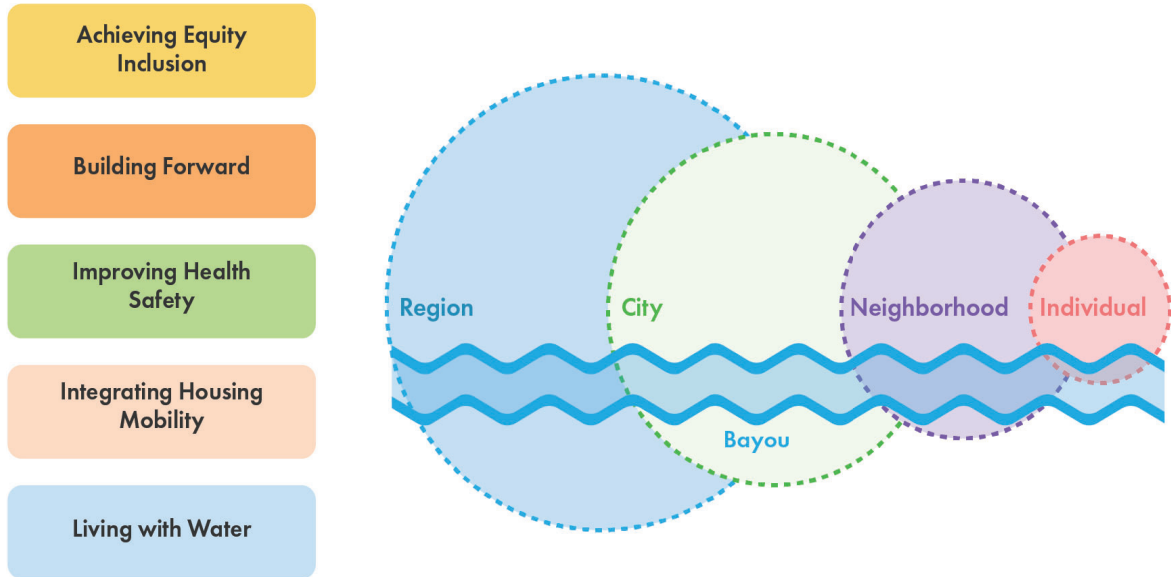 Achieving Equity
Inclusion
Building Forward
Improving Health
Safety
Integrating Housing
Mobility
Living with Water
Region
City
Neighborhood
Individual
Bayou